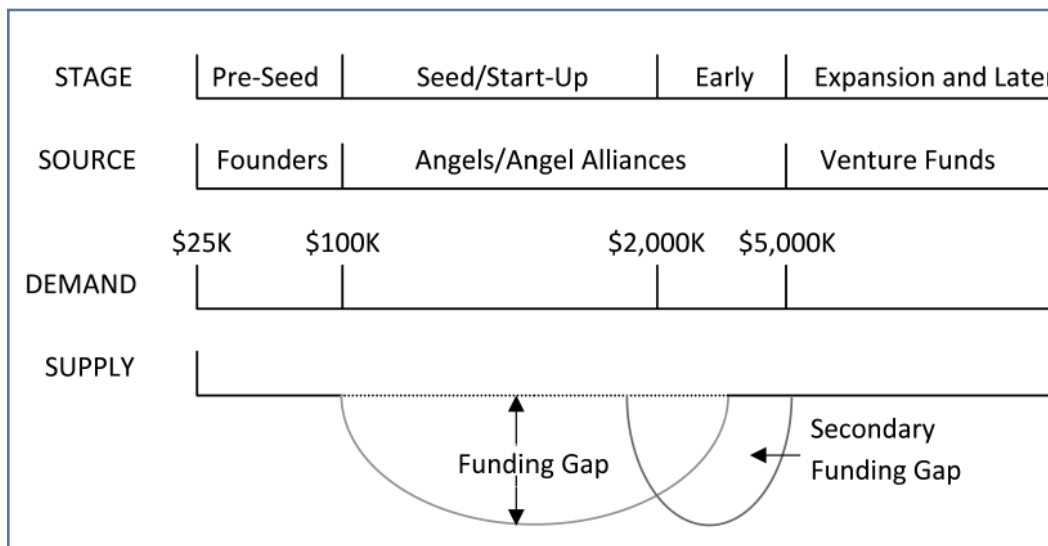 STAGE Pre-Seed Seed/Start-Up Early Expansion and Later
SOURCE Founders Angels/Angel Alliances Venture Funds
$25K $100K $2,000K $5,000K
DEMAND
SUPPLY
Secondary
Funding Gap
Funding Gap